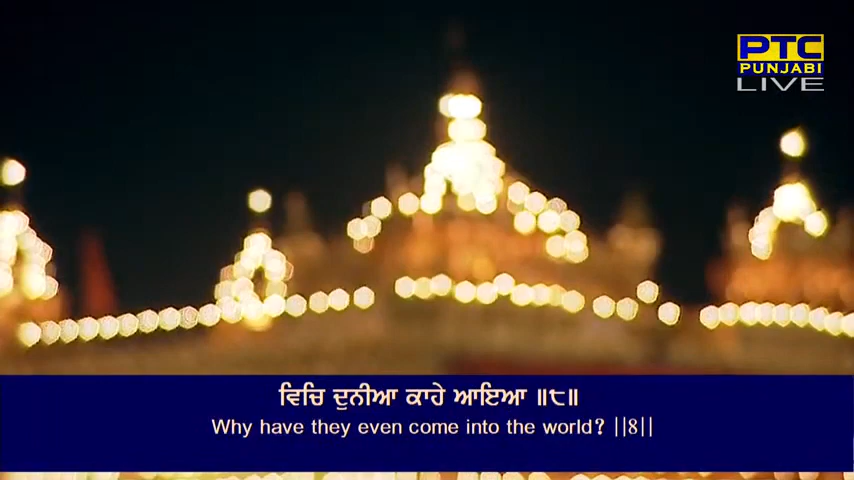 PTC
PUNJABI
LIVE
ਵਿਚਿ ਦੁਨੀਆ ਕਾਹੇ ਆਇਆ ॥੮॥
Why have they even come into the world? ||8||